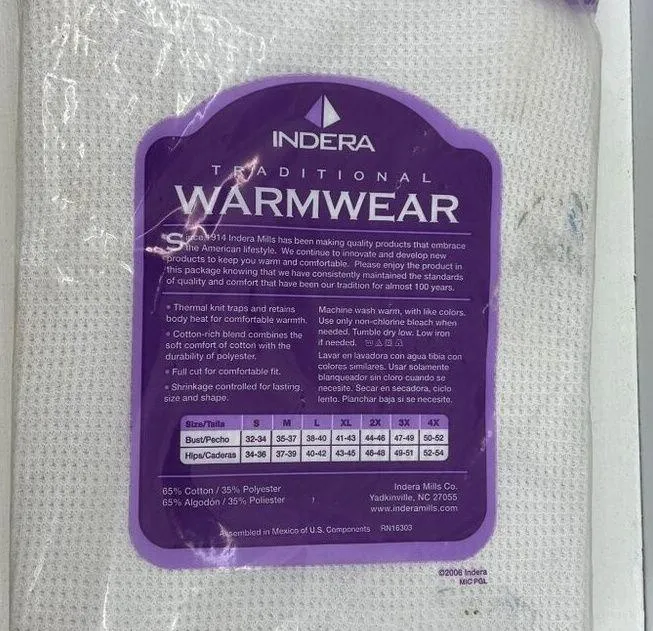 INDERA
TRADITIONAL
WARMWEAR
Since 1914 Indera Mills has been making quality products that embrace
the American lifestyle. We continue to innovate and develop new
products to keep you warm and comfortable. Please enjoy the product in
this package knowing that we have consistently maintained the standards
of quality and comfort that have been our tradition for almost 100 years.
• Thermal knit traps and retains
body heat for comfortable warmth.
• Cotton-rich blend combines the
soft comfort of cotton with the
durability of polyester.
• Full cut for comfortable fit.
• Shrinkage controlled for lasting
size and shape.
Machine wash warm, with like colors.
Use only non-chlorine bleach when
needed. Tumble dry low. Low iron
if needed.
Lavar en lavadora con agua tibia con
colores similares. Usar solamente
blanqueador sin cloro cuando se
necesite. Secar en secadora, ciclo
lento. Planchar baja si se necesite.
Size/Talla S M L XL 2X 3X 4X
Bust/Pecho 32-34 35-37 38-40 41-43 44-46 47-49 50-52
Hips/Caderas 34-36 37-39 40-42 43-45 46-48 49-51 52-54
65% Cotton / 35% Polyester
65% Algodón / 35% Poliester
Indera Mills Co.
Yadkinville, NC 27055
www.inderamills.com
Assembled in Mexico of U.S. Components RN16303
©2006 Indera
MIC PGL